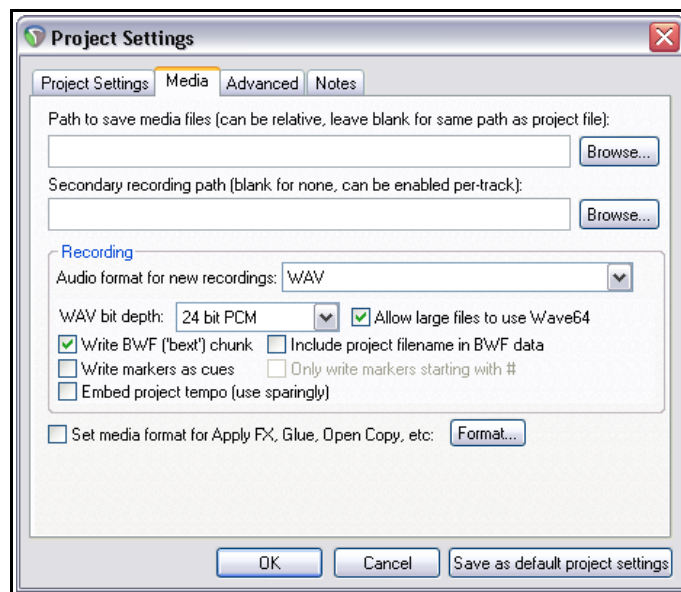 Project Settings
Project Settings Media Advanced Notes
Path to save media files (can be relative, leave blank for same path as project file):
Browse...
Secondary recording path (blank for none, can be enabled per-track):
Browse...
Recording
Audio format for new recordings: WAV
WAV bit depth: 24 bit PCM Allow large files to use Wave64
Write BWF ('bext') chunk Include project filename in BWF data
Write markers as cues Only write markers starting with #
Embed project tempo (use sparingly)
Set media format for Apply FX, Glue, Open Copy, etc: Format...
OK Cancel Save as default project settings